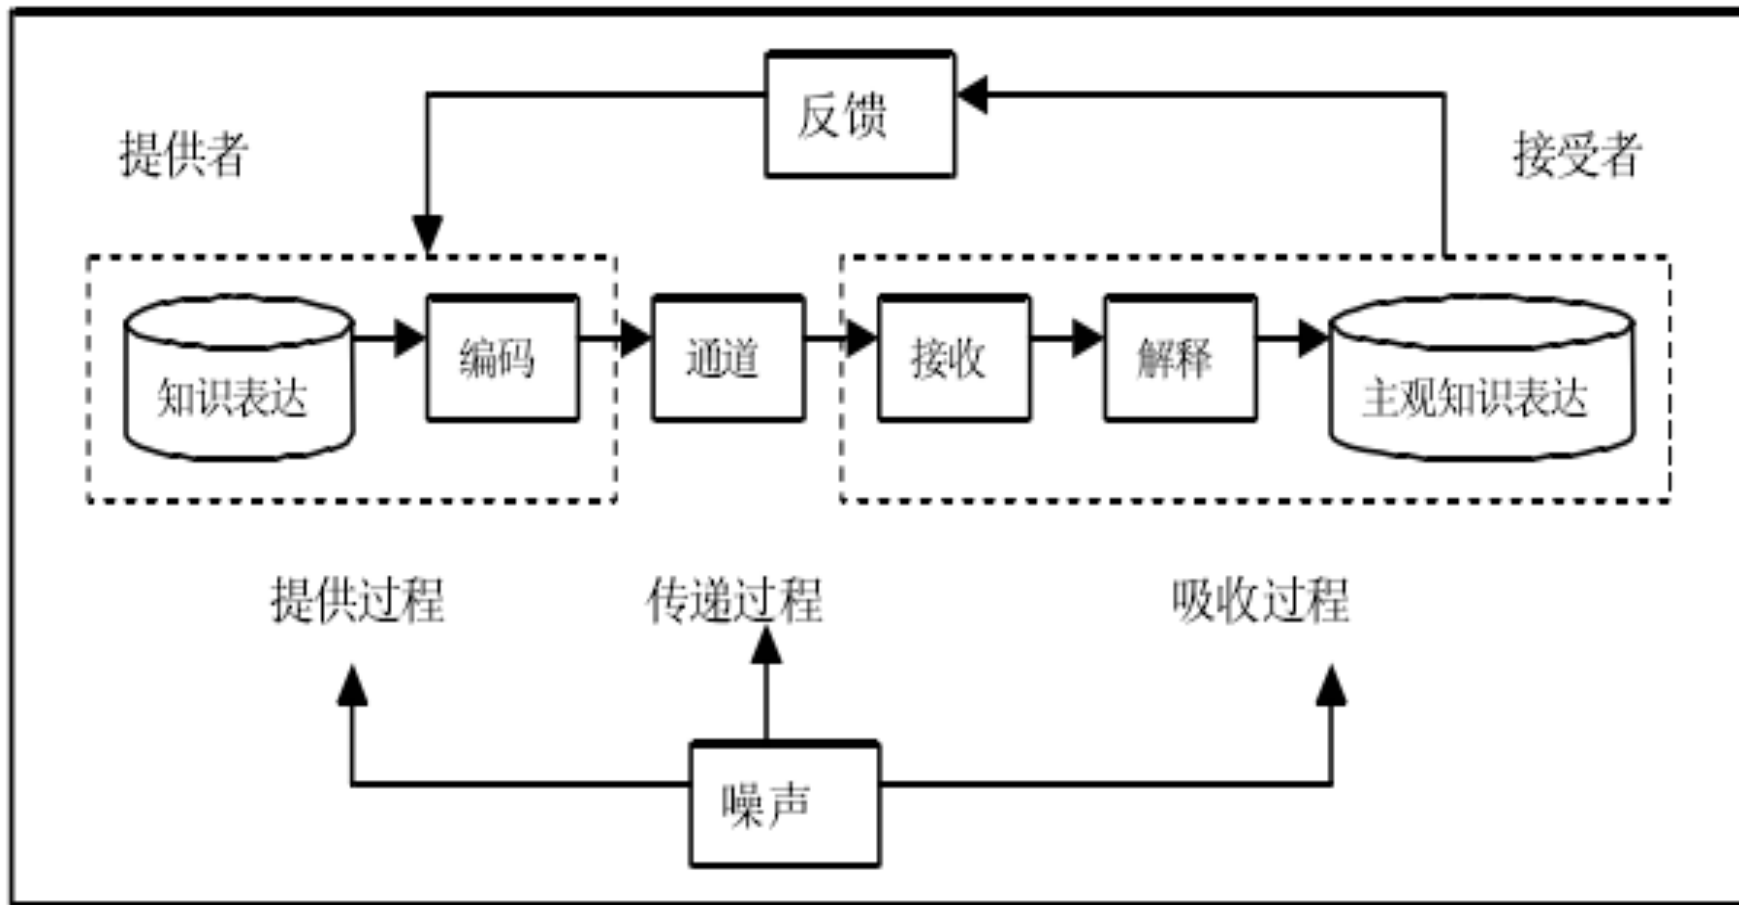 反馈
提供者
接受者
知识表达
编码
通道
接收
解释
主观知识表达
提供过程
传递过程
吸收过程
噪声